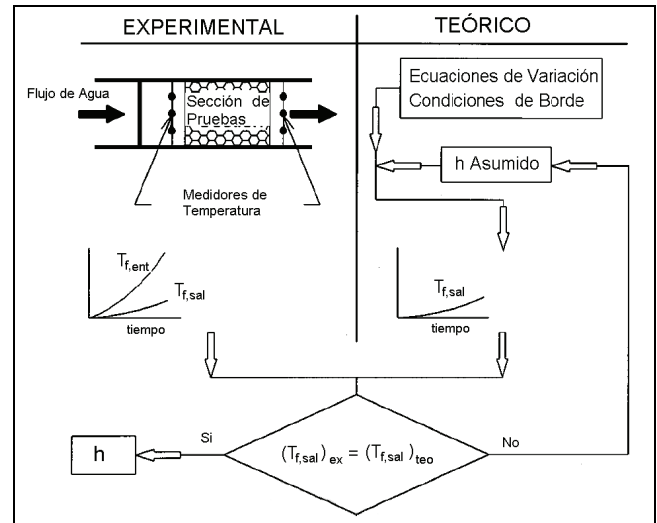 EXPERIMENTAL
TEÓRICO
Flujo de Agua
Sección de
Pruebas
Medidores de
Temperatura
Ecuaciones de Variación
Condiciones de Borde
h Asumido
T_f,ent
T_f,sal
tiempo
T_f,sal
tiempo
Si
(T_f,sal)_ex = (T_f,sal)_teo
No
h